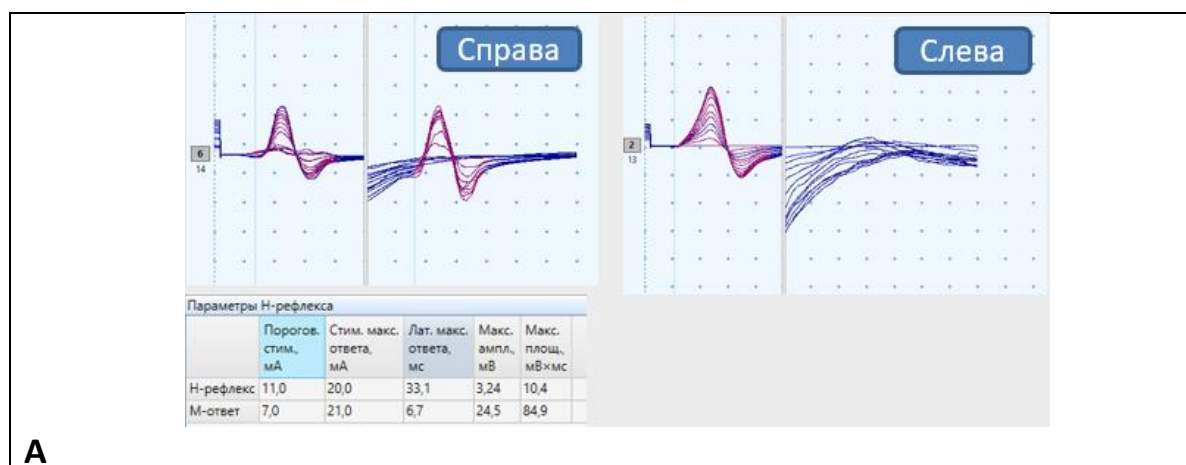 Справа
Слева
6
14
2
13
Параметры Н-рефлекса
Порогов. стим., мА
Стим. макс. ответа, мА
Лат. макс. ответа, мс
Макс. ампл., мВ
Макс. площ., мВ×мс
Н-рефлекс 11,0 20,0 33,1 3,24 10,4
М-ответ 7,0 21,0 6,7 24,5 84,9
А